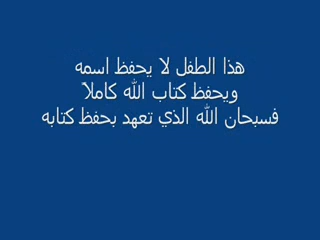 هذا الطفل لا يحفظ اسمه
ويحفظ كتاب الله كاملاً
فسبحان الله الذي تعهد بحفظ كتابه